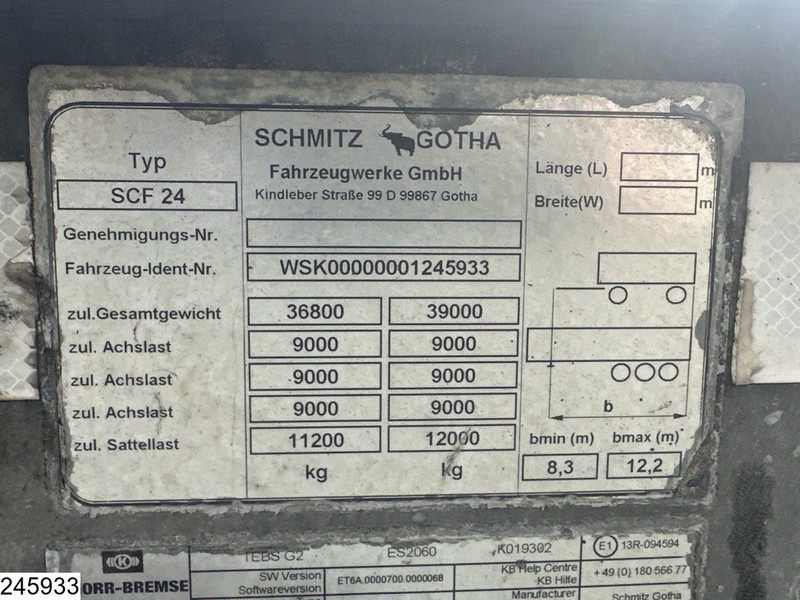 SCHMITZ GOTHA
Fahrzeugwerke GmbH
Kindleber Straße 99 D 99867 Gotha
Typ
SCF 24
Länge (L) m
Breite(W) m
Genehmigungs-Nr.
Fahrzeug-Ident-Nr. WSK00000001245933
zul.Gesamtgewicht 36800 39000
zul. Achslast 9000 9000
zul. Achslast 9000 9000
zul. Achslast 9000 9000
zul. Sattellast 11200 12000
kg kg
b
bmin (m) bmax (m)
8,3 12,2
K
ORR-BREMSE
TEBS G2 ES2060 K019302 E1 13R-094594
SW Version
Softwareversion
ET6A.0000700.0000068
KB Help Centre
KB Hilfe
+49 (0) 180 566 77
Manufacturer Schmitz Gotha
245933